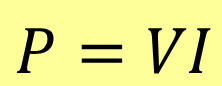 P = VI